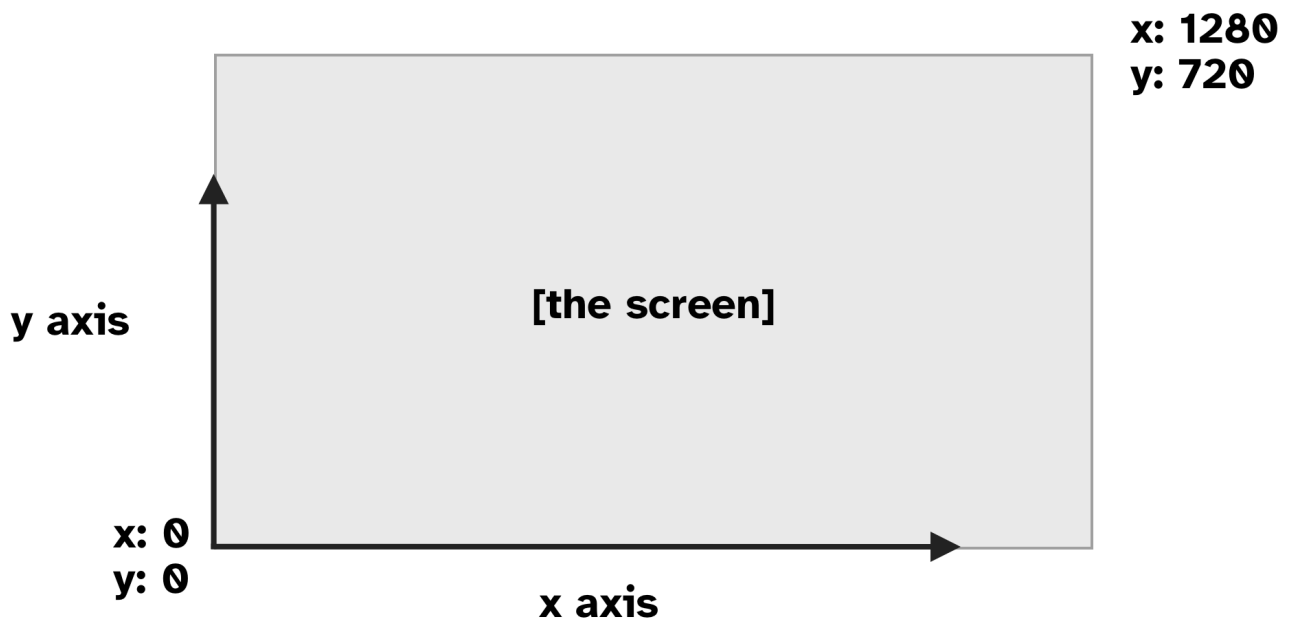 x: 1280
y: 720
[the screen]
y axis
x: 0
y: 0
x axis